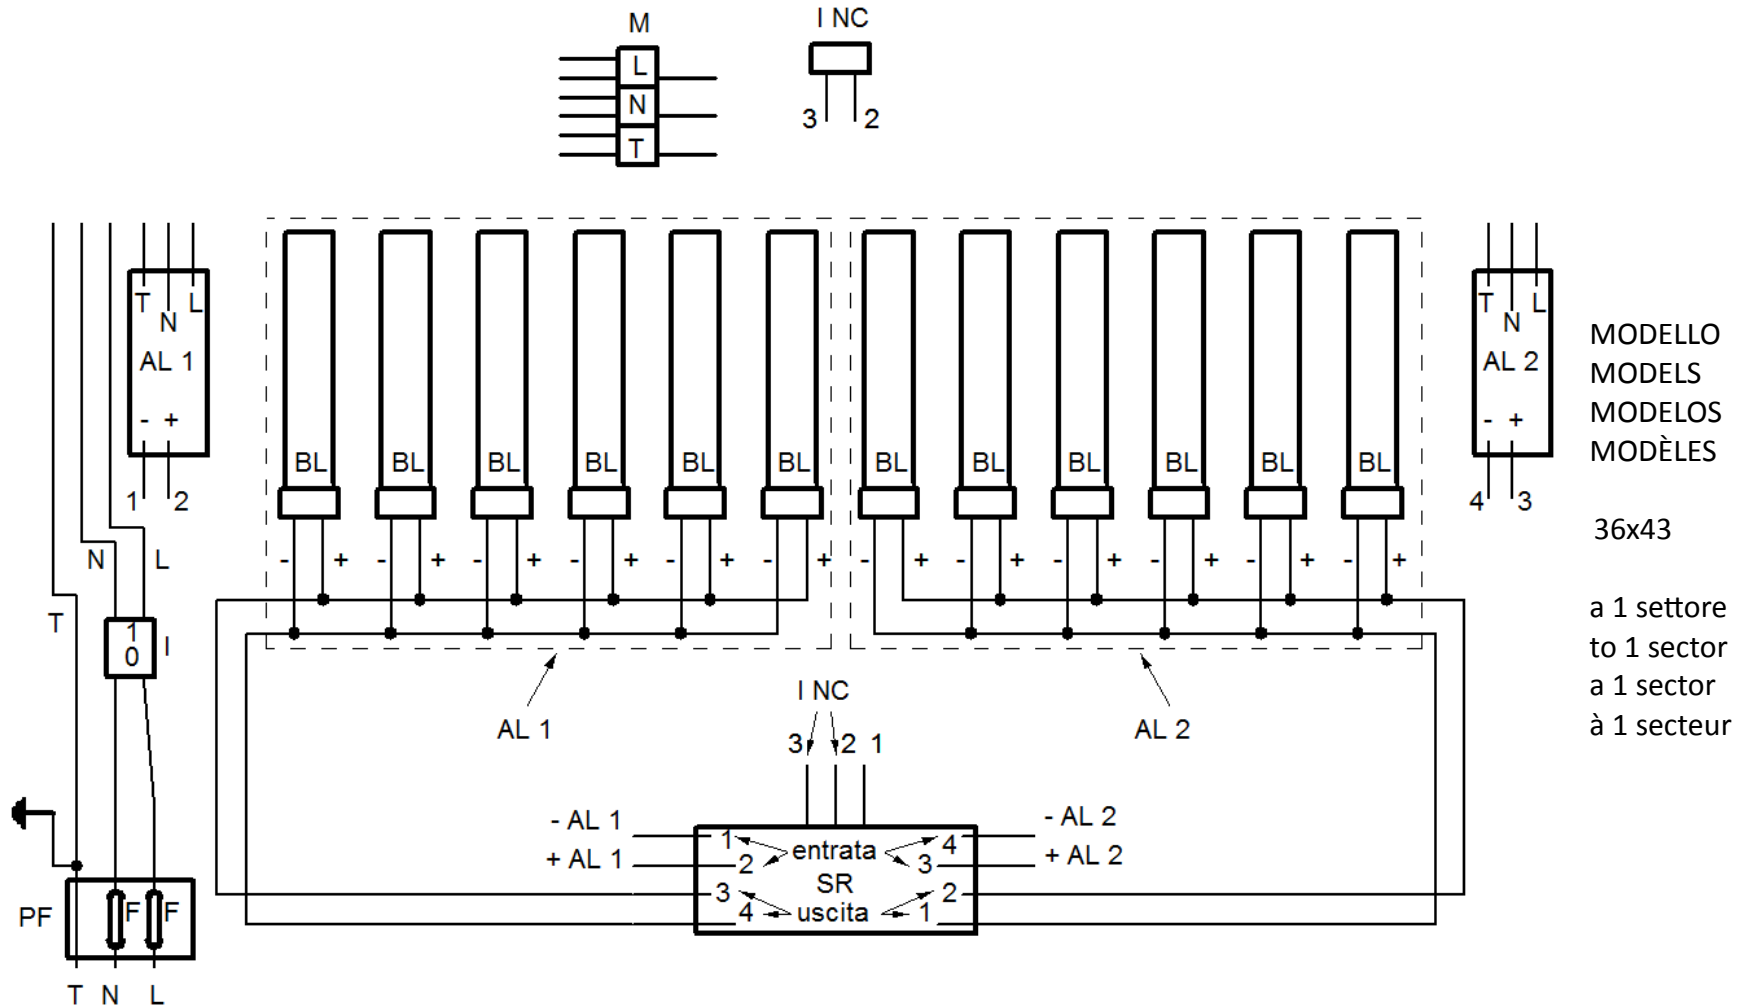 M
I NC
L
N
T
3 2
T N L
AL 1
- +
1 2
BL BL BL BL BL BL BL BL BL BL BL BL
- + - + - + - + - + - + - + - + - + - + - + - +
T N L
AL 2
- +
4 3
MODELLO
MODELS
MODELOS
MODÈLES
36x43
a 1 settore
to 1 sector
a 1 sector
à 1 secteur
N L
T
1
0
I
AL 1
AL 2
I NC
3 2 1
- AL 1
+ AL 1
- AL 2
+ AL 2
1 entrata 4
2 3
SR
3 2
4 uscita 1
PF
F F
T N L